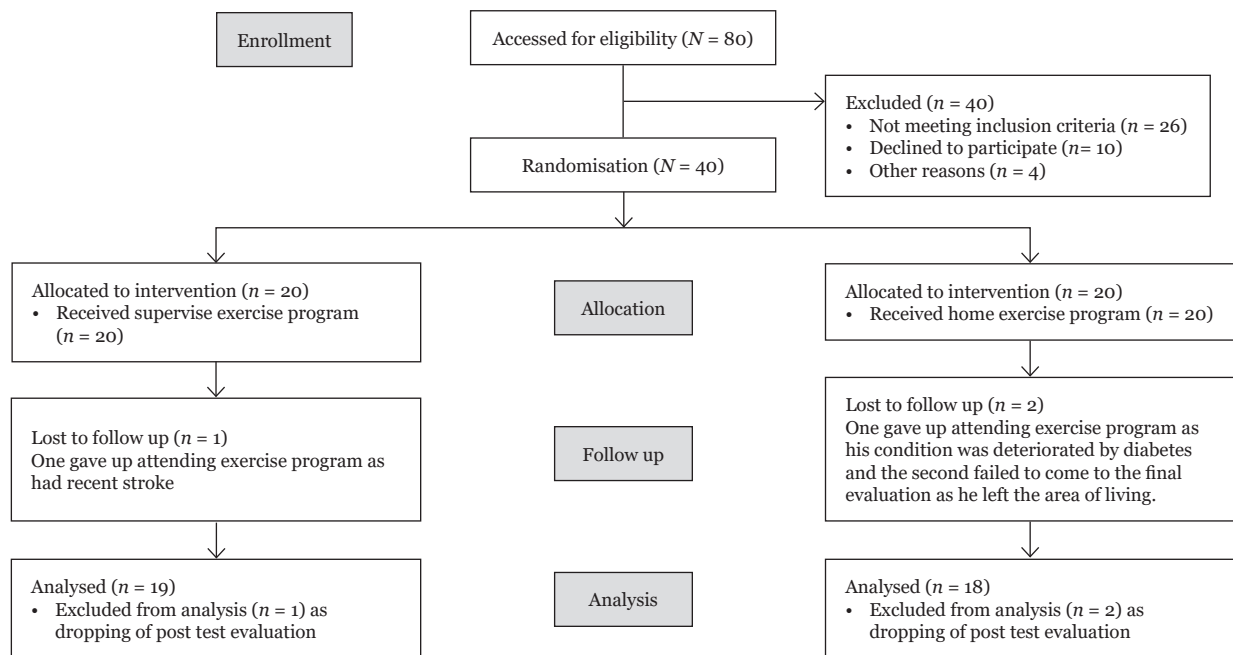 Enrollment
Accessed for eligibility (N = 80)
Excluded (n = 40)
• Not meeting inclusion criteria (n = 26)
• Declined to participate (n= 10)
• Other reasons (n = 4)
Randomisation (N = 40)
Allocated to intervention (n = 20)
• Received supervise exercise program
(n = 20)
Allocation
Allocated to intervention (n = 20)
• Received home exercise program (n = 20)
Lost to follow up (n = 1)
One gave up attending exercise program as
had recent stroke
Follow up
Lost to follow up (n = 2)
One gave up attending exercise program as
his condition was deteriorated by diabetes
and the second failed to come to the final
evaluation as he left the area of living.
Analysed (n = 19)
• Excluded from analysis (n = 1) as
dropping of post test evaluation
Analysis
Analysed (n = 18)
• Excluded from analysis (n = 2) as
dropping of post test evaluation